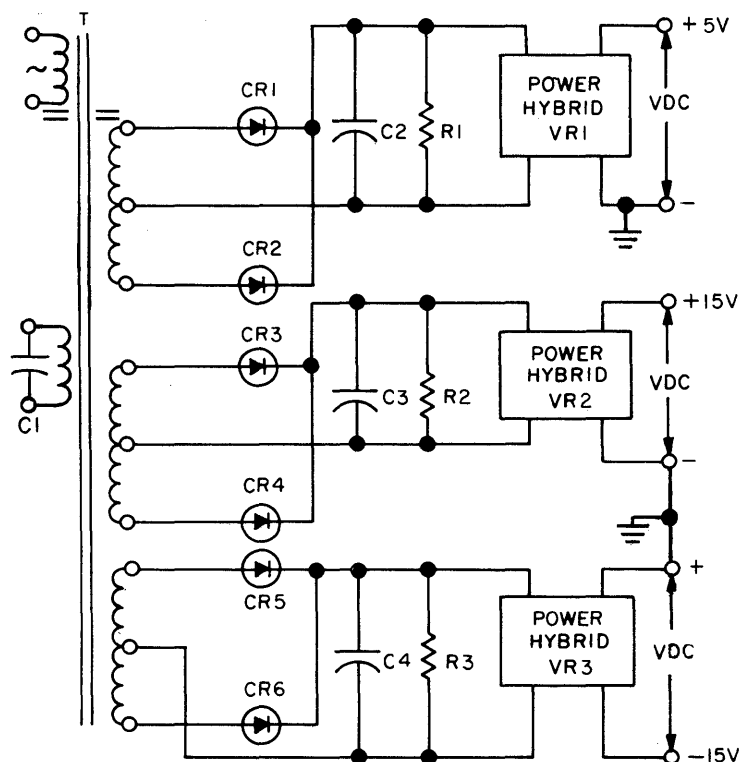 T
+5V
CR1
C2
R1
POWER
HYBRID
VR1
VDC
-
CR2
CR3
+15V
C1
C3
R2
POWER
HYBRID
VR2
VDC
-
CR4
CR5
+
C4
R3
POWER
HYBRID
VR3
VDC
CR6
-15V